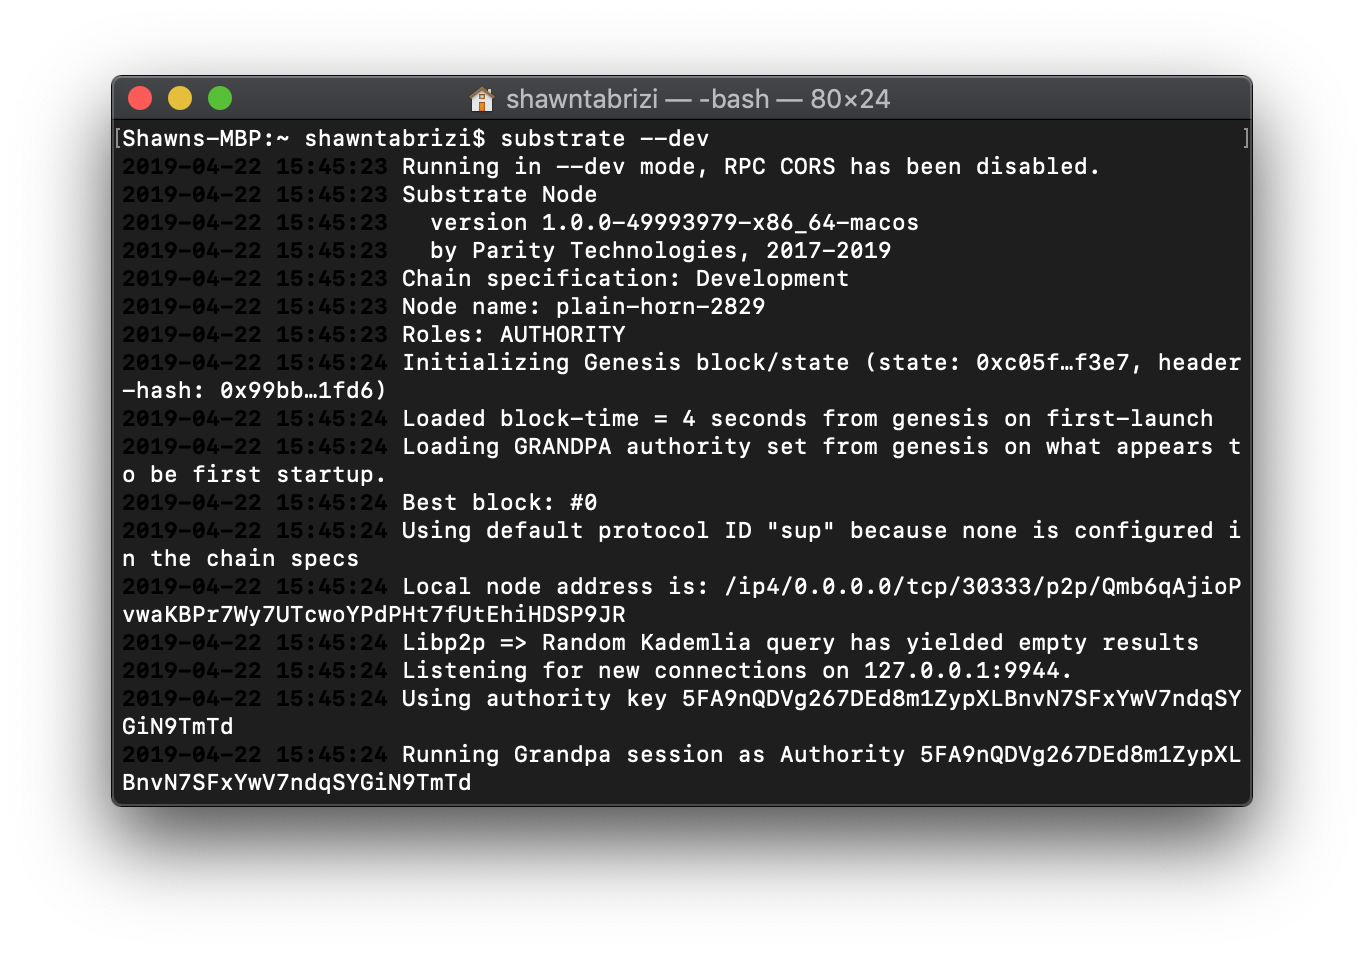 shawntabrizi — -bash — 80×24
[Shawns-MBP:~ shawntabrizi$ substrate --dev ]
2019-04-22 15:45:23 Running in --dev mode, RPC CORS has been disabled.
2019-04-22 15:45:23 Substrate Node
2019-04-22 15:45:23   version 1.0.0-49993979-x86_64-macos
2019-04-22 15:45:23   by Parity Technologies, 2017-2019
2019-04-22 15:45:23 Chain specification: Development
2019-04-22 15:45:23 Node name: plain-horn-2829
2019-04-22 15:45:23 Roles: AUTHORITY
2019-04-22 15:45:24 Initializing Genesis block/state (state: 0xc05f…f3e7, header
-hash: 0x99bb…1fd6)
2019-04-22 15:45:24 Loaded block-time = 4 seconds from genesis on first-launch
2019-04-22 15:45:24 Loading GRANDPA authority set from genesis on what appears t
o be first startup.
2019-04-22 15:45:24 Best block: #0
2019-04-22 15:45:24 Using default protocol ID "sup" because none is configured i
n the chain specs
2019-04-22 15:45:24 Local node address is: /ip4/0.0.0.0/tcp/30333/p2p/Qmb6qAjioP
vwaKBPr7Wy7UTcwoYPdPHt7fUtEhiHDSP9JR
2019-04-22 15:45:24 Libp2p => Random Kademlia query has yielded empty results
2019-04-22 15:45:24 Listening for new connections on 127.0.0.1:9944.
2019-04-22 15:45:24 Using authority key 5FA9nQDVg267DEd8m1ZypXLBnvN7SFxYwV7ndqSY
GiN9TmTd
2019-04-22 15:45:24 Running Grandpa session as Authority 5FA9nQDVg267DEd8m1ZypXL
BnvN7SFxYwV7ndqSYGiN9TmTd